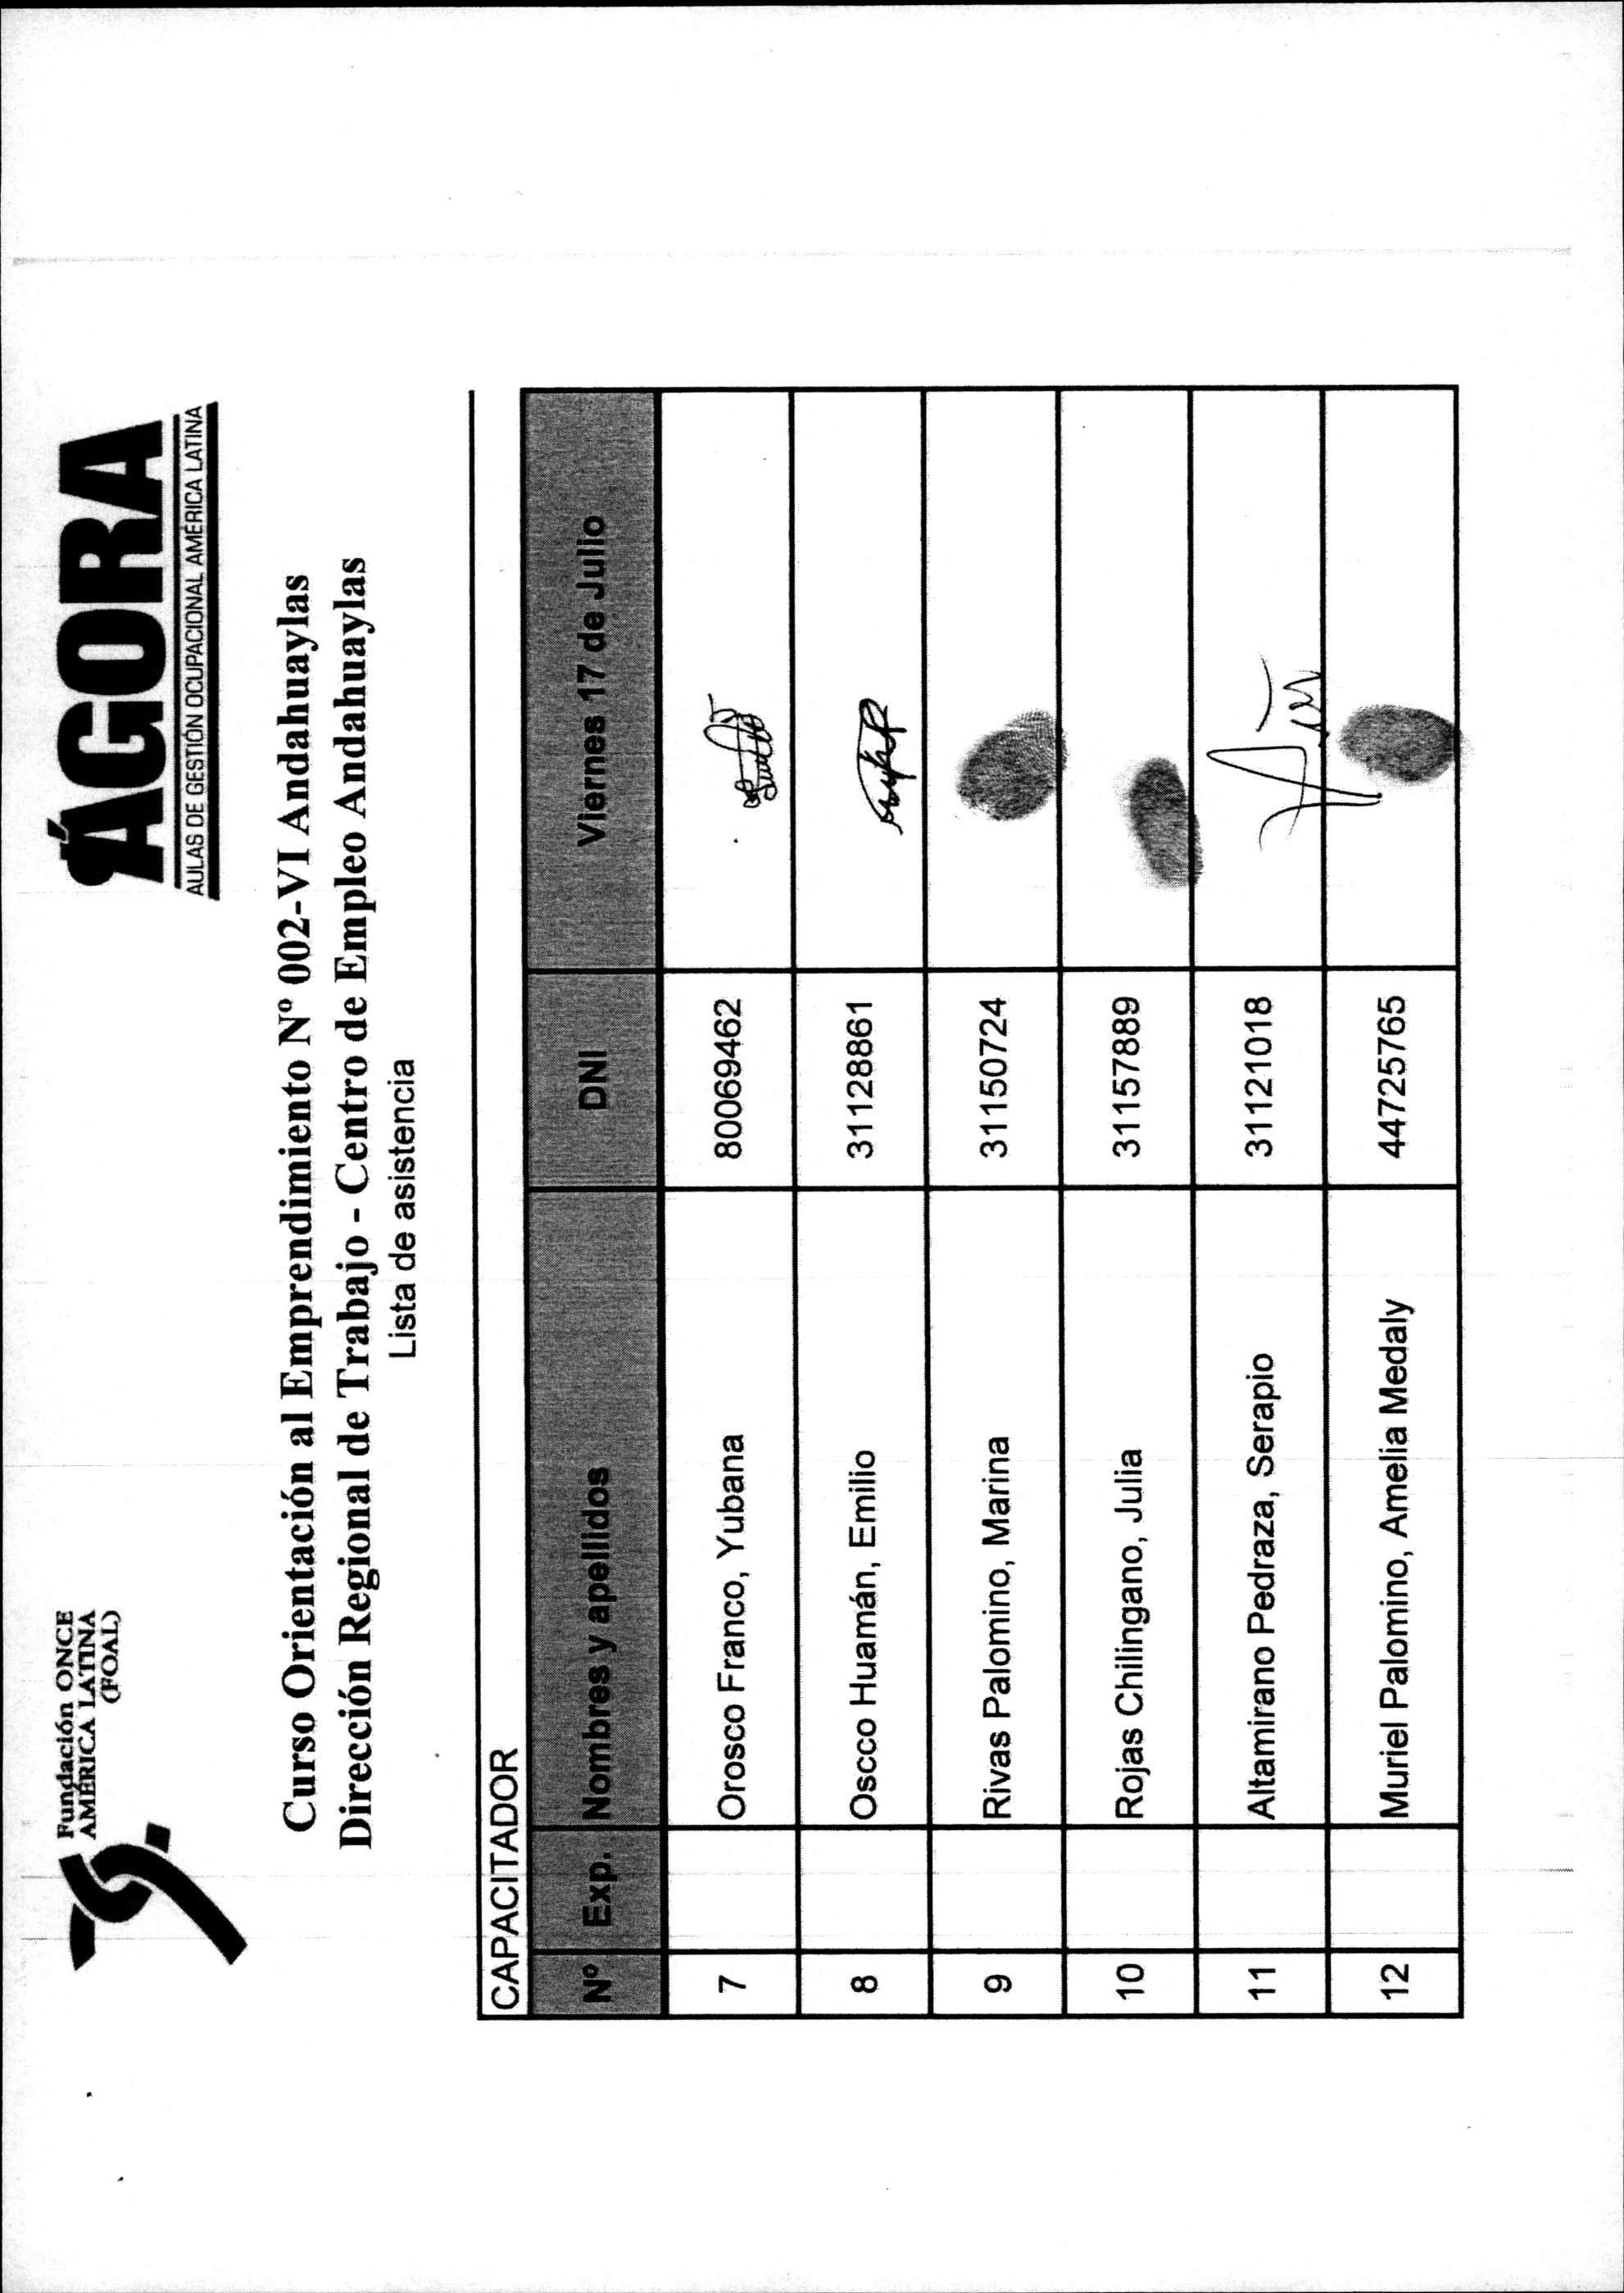 Fundación ONCE
AMÉRICA LATINA
(FOAL)
ÁGORA
AULAS DE GESTIÓN OCUPACIONAL AMÉRICA LATINA
Curso Orientación al Emprendimiento Nº 002-VI Andahuaylas
Dirección Regional de Trabajo - Centro de Empleo Andahuaylas
Lista de asistencia
CAPACITADOR
Nº Exp. Nombres y apellidos DNI Viernes 17 de Julio
7 Orosco Franco, Yubana 80069462
8 Oscco Huamán, Emilio 31128861
9 Rivas Palomino, Marina 31150724
10 Rojas Chilingano, Julia 31157889
11 Altamirano Pedraza, Serapio 31121018
12 Muriel Palomino, Amelia Medaly 44725765